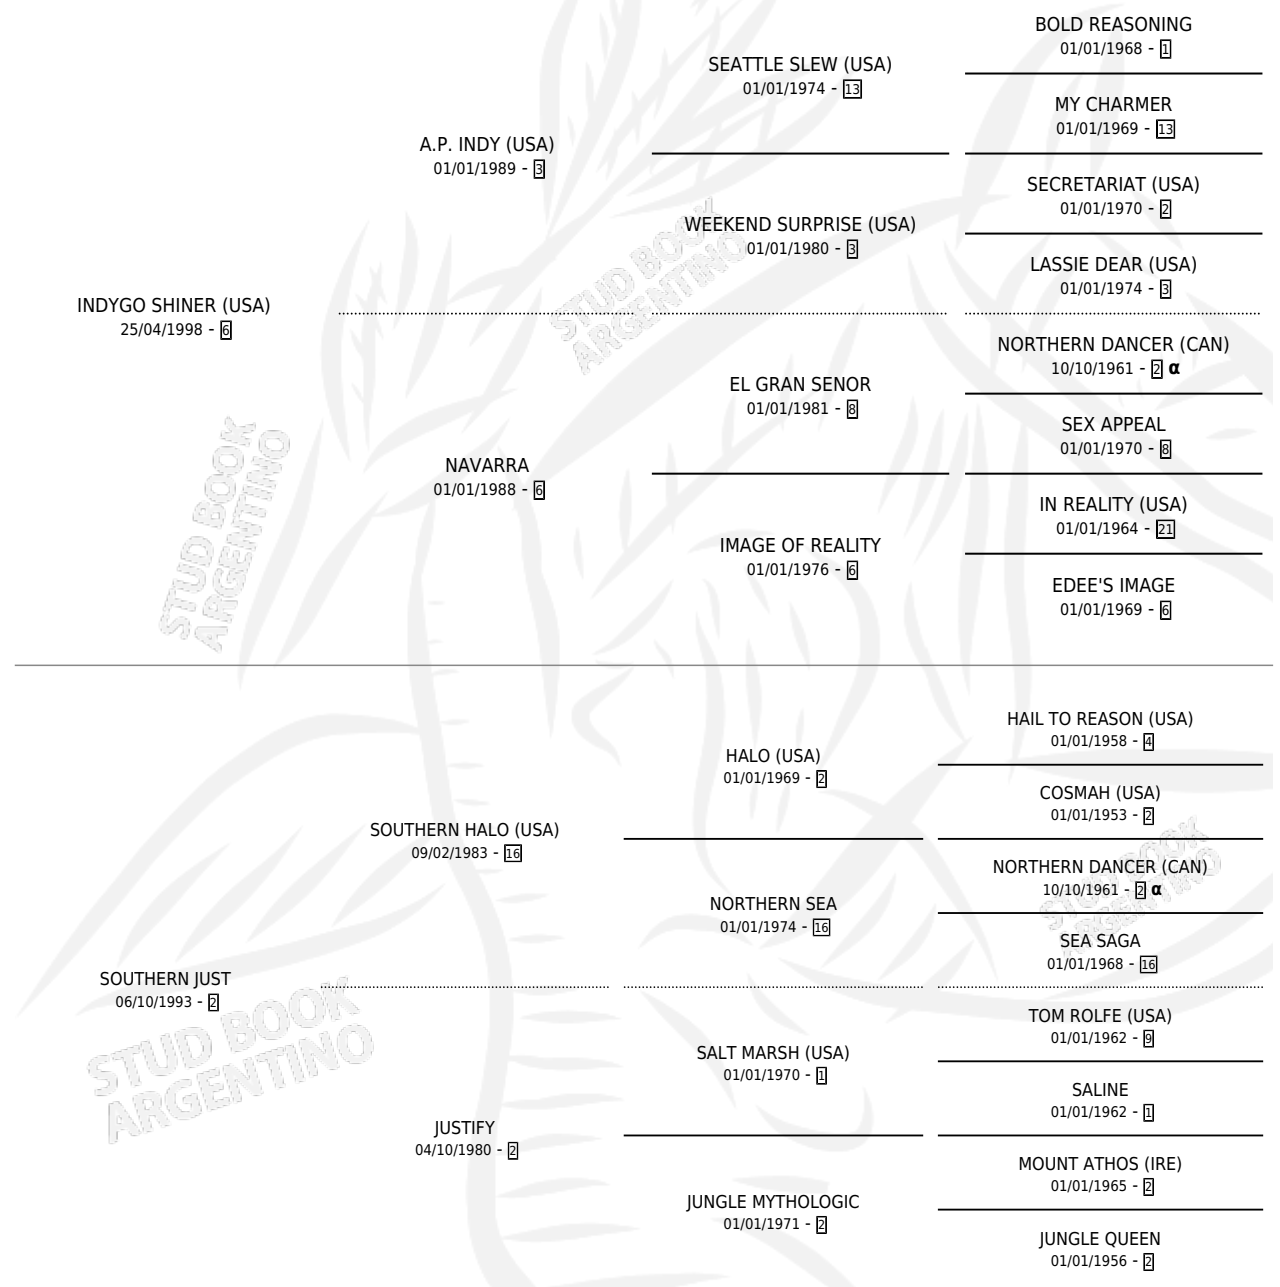 BOLD REASONING
01/01/1968 - 1
SEATTLE SLEW (USA)
01/01/1974 - 13
MY CHARMER
01/01/1969 - 13
A.P. INDY (USA)
01/01/1989 - 3
SECRETARIAT (USA)
01/01/1970 - 2
WEEKEND SURPRISE (USA)
01/01/1980 - 3
LASSIE DEAR (USA)
01/01/1974 - 3
INDYGO SHINER (USA)
25/04/1998 - 6
NORTHERN DANCER (CAN)
10/10/1961 - 2 α
EL GRAN SENOR
01/01/1981 - 8
SEX APPEAL
01/01/1970 - 8
NAVARRA
01/01/1988 - 6
IN REALITY (USA)
01/01/1964 - 21
IMAGE OF REALITY
01/01/1976 - 6
EDEE'S IMAGE
01/01/1969 - 6
HAIL TO REASON (USA)
01/01/1958 - 4
HALO (USA)
01/01/1969 - 2
COSMAH (USA)
01/01/1953 - 2
SOUTHERN HALO (USA)
09/02/1983 - 16
NORTHERN DANCER (CAN)
10/10/1961 - 2 α
NORTHERN SEA
01/01/1974 - 16
SEA SAGA
01/01/1968 - 16
SOUTHERN JUST
06/10/1993 - 2
TOM ROLFE (USA)
01/01/1962 - 9
SALT MARSH (USA)
01/01/1970 - 1
SALINE
01/01/1962 - 1
JUSTIFY
04/10/1980 - 2
MOUNT ATHOS (IRE)
01/01/1965 - 2
JUNGLE MYTHOLOGIC
01/01/1971 - 2
JUNGLE QUEEN
01/01/1956 - 2
STUD BOOK
ARGENTINO
STUD BOOK
ARGENTINO
STUD BOOK
ARGENTINO
STUD BOOK
ARGENTINO